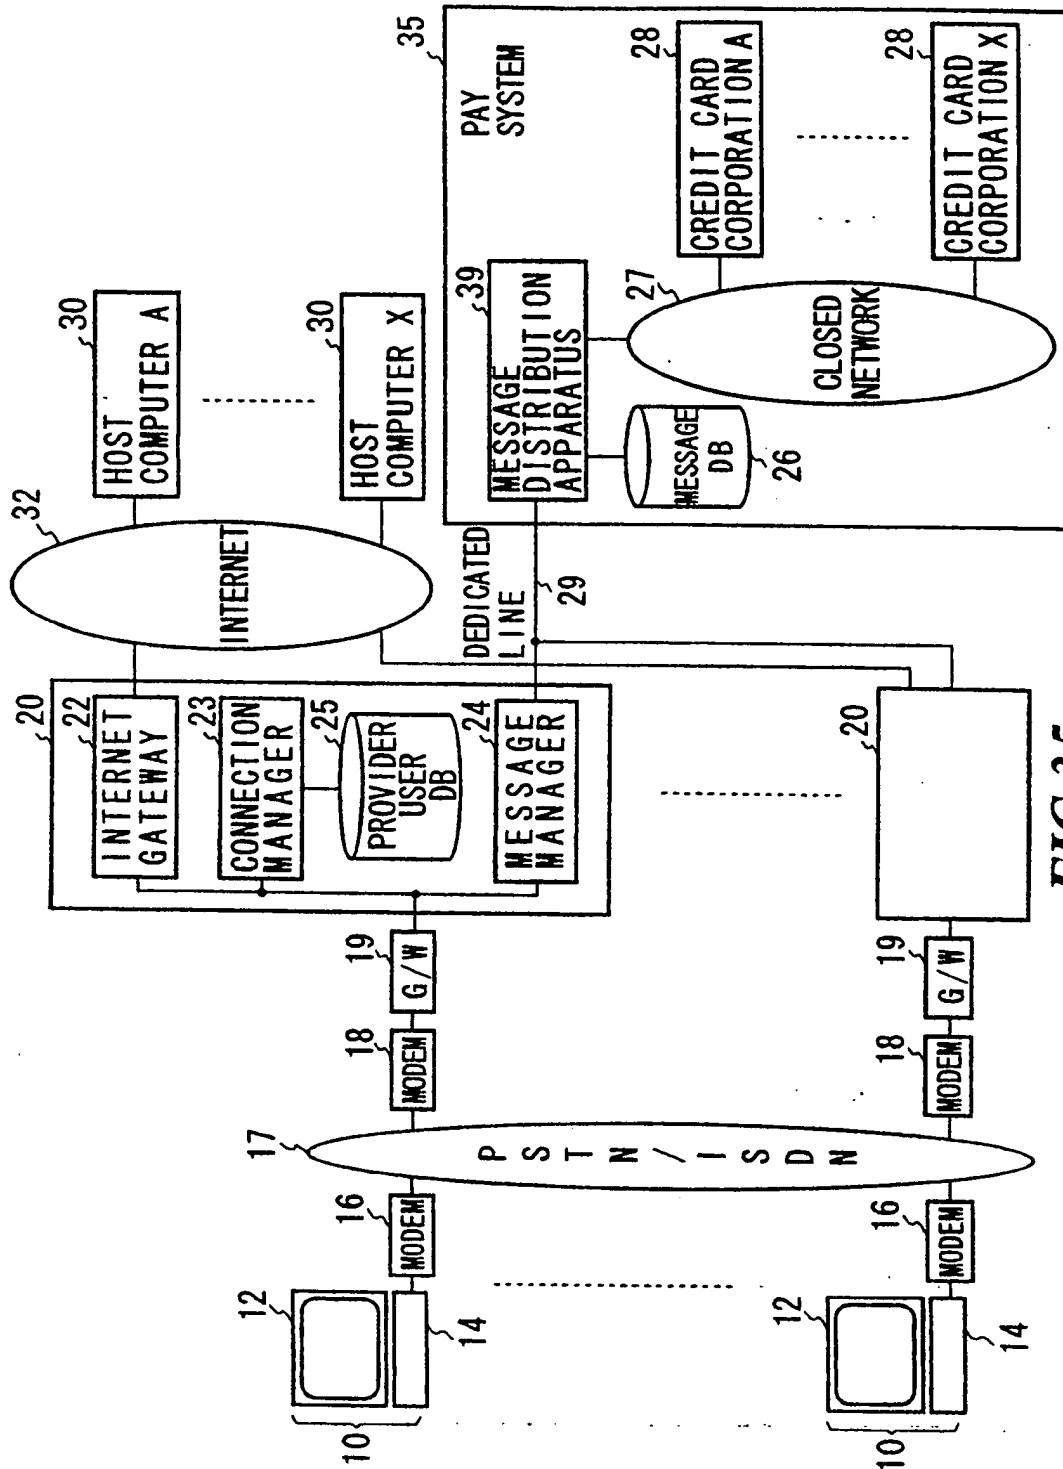 35
PAY
SYSTEM
28
CREDIT CARD
CORPORATION A
28
CREDIT CARD
CORPORATION X
39
MESSAGE
DISTRIBUTION
APPARATUS
27
CLOSED
NETWORK
MESSAGE
DB
26
30
HOST
COMPUTER A
30
HOST
COMPUTER X
32
INTERNET
DEDICATED
LINE
29
20
22
INTERNET
GATEWAY
23
CONNECTION
MANAGER
25
PROVIDER
USER
DB
24
MESSAGE
MANAGER
20
19
G/W
18
MODEM
19
G/W
18
MODEM
17
PSTN/ISDN
16
MODEM
16
MODEM
12
14
10
12
14
10